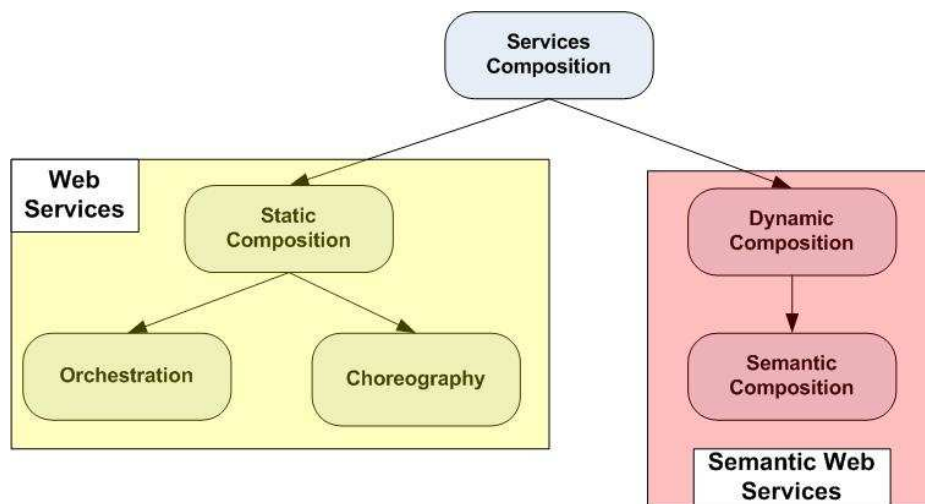 Services
Composition
Web
Services
Static
Composition
Dynamic
Composition
Orchestration
Choreography
Semantic
Composition
Semantic Web
Services